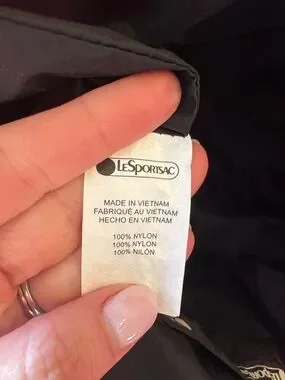 LESPORTSAC
MADE IN VIETNAM
FABRIQUÉ AU VIETNAM
HECHO EN VIETNAM
100% NYLON
100% NYLON
100% NILÓN